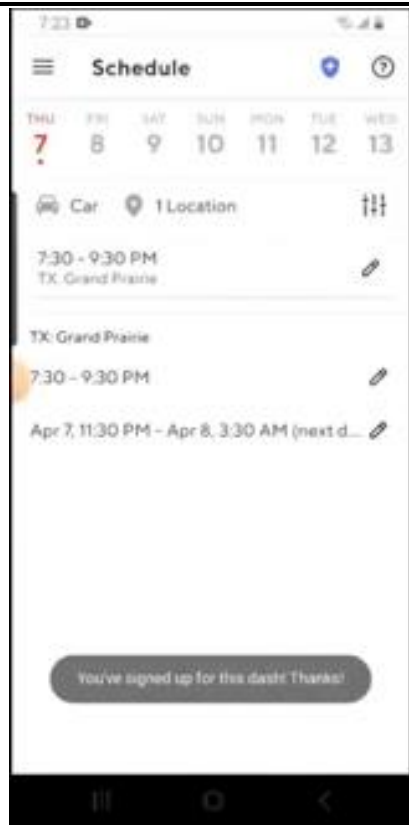 7:23
Schedule
THU FRI SAT SUN MON TUE WED
7 8 9 10 11 12 13
Car 1 Location
7:30 - 9:30 PM
TX: Grand Prairie
TX: Grand Prairie
7:30 - 9:30 PM
Apr 7, 11:30 PM - Apr 8, 3:30 AM (next d...
You've signed up for this dash! Thanks!